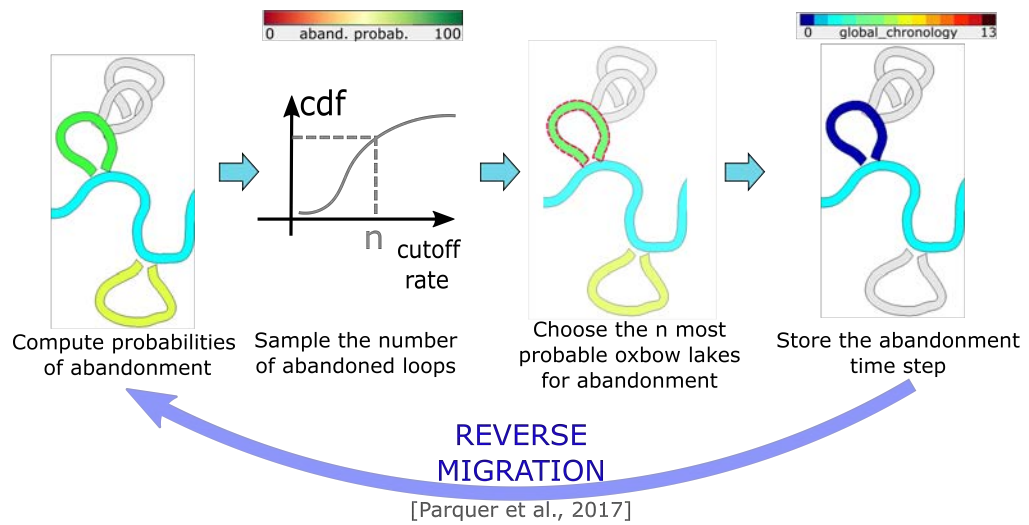 0 aband. probab. 100
0 global_chronology 13
cdf
n
cutoff
rate
Compute probabilities
of abandonment
Sample the number
of abandoned loops
Choose the n most
probable oxbow lakes
for abandonment
Store the abandonment
time step
REVERSE
MIGRATION
[Parquer et al., 2017]